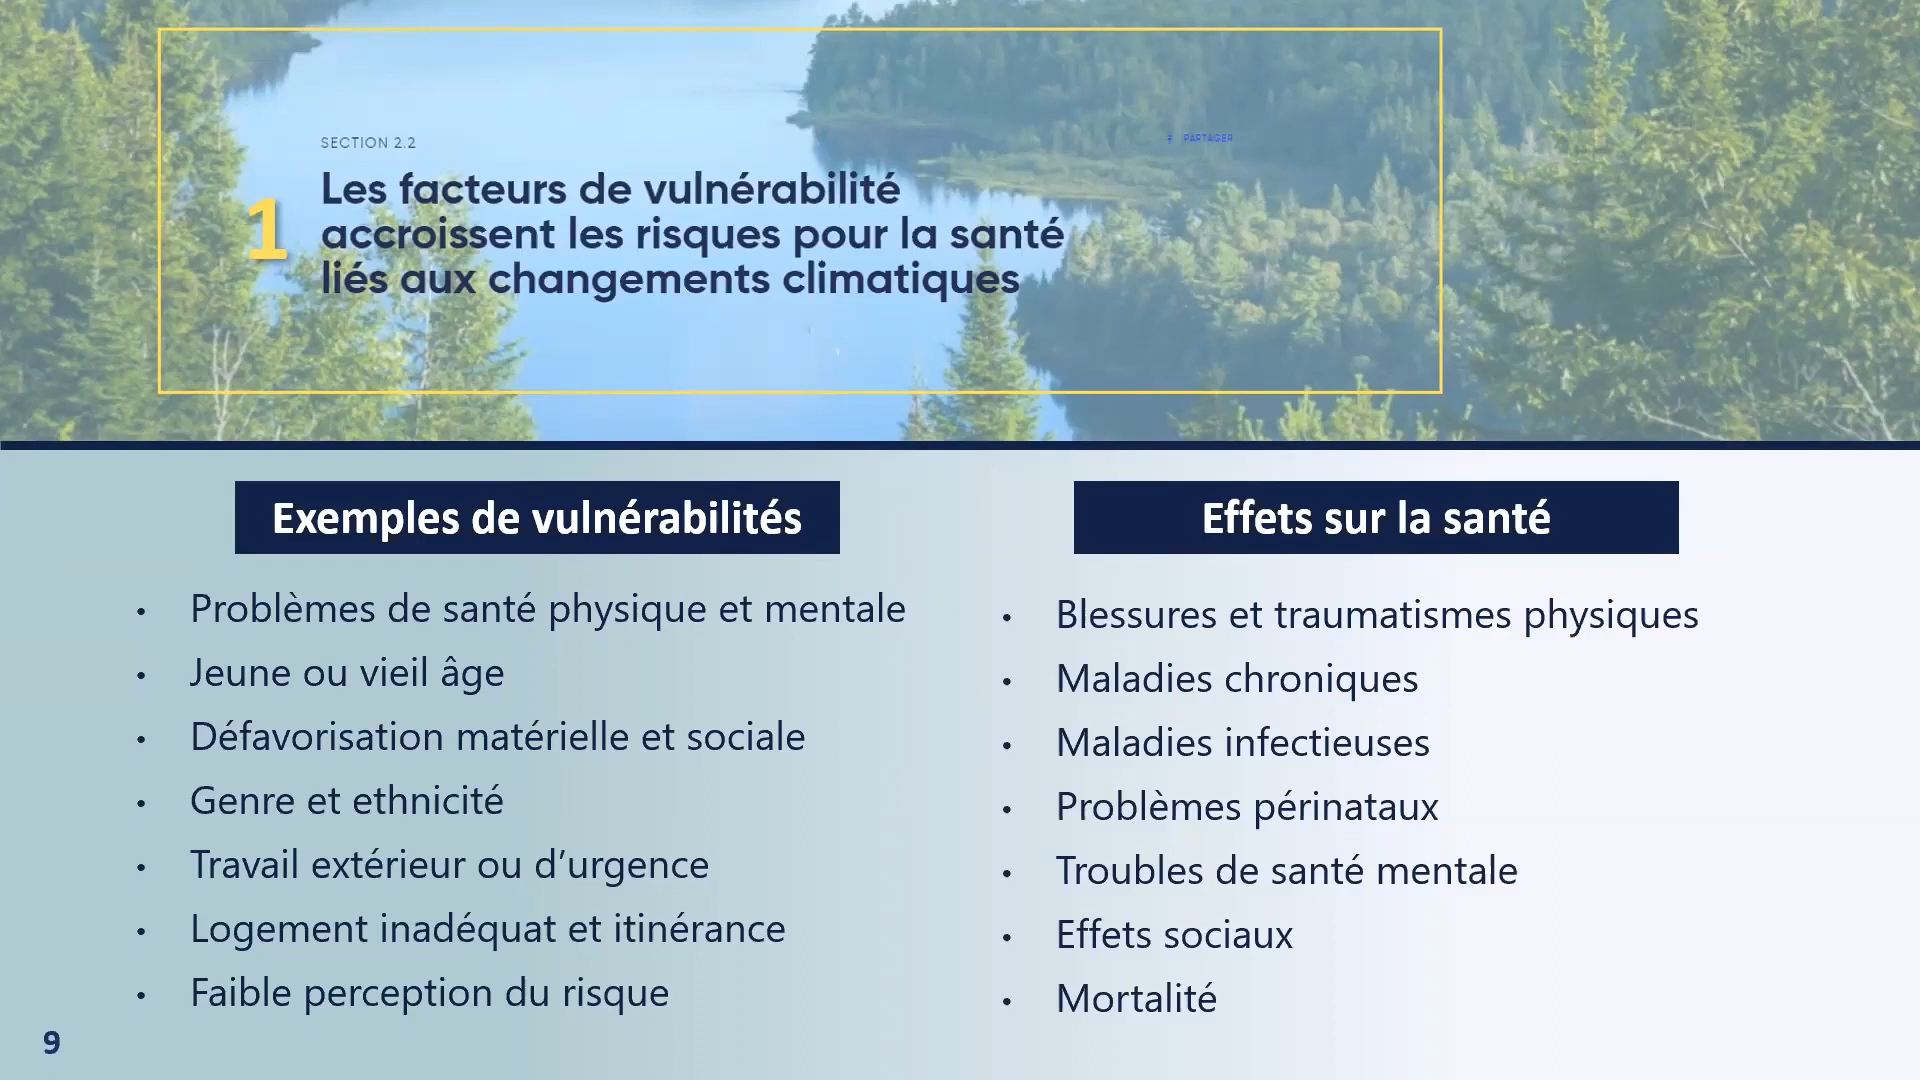 SECTION 2.2
PARTAGER
1
Les facteurs de vulnérabilité
accroissent les risques pour la santé
liés aux changements climatiques
Exemples de vulnérabilités
• Problèmes de santé physique et mentale
• Jeune ou vieil âge
• Défavorisation matérielle et sociale
• Genre et ethnicité
• Travail extérieur ou d’urgence
• Logement inadéquat et itinérance
• Faible perception du risque
Effets sur la santé
• Blessures et traumatismes physiques
• Maladies chroniques
• Maladies infectieuses
• Problèmes périnataux
• Troubles de santé mentale
• Effets sociaux
• Mortalité
9